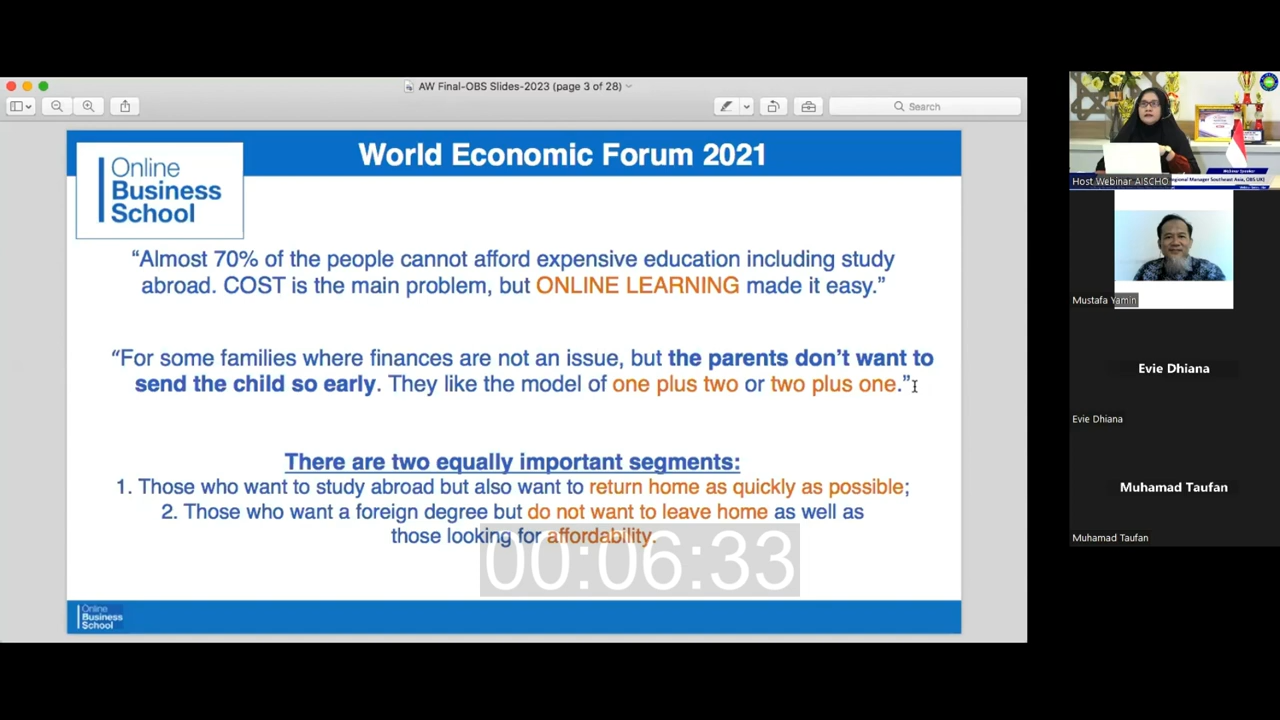 AW Final-OBS Slides-2023 (page 3 of 28)
Search
World Economic Forum 2021
Online
Business
School
“Almost 70% of the people cannot afford expensive education including study
abroad. COST is the main problem, but ONLINE LEARNING made it easy.”
“For some families where finances are not an issue, but the parents don’t want to
send the child so early. They like the model of one plus two or two plus one.”
There are two equally important segments:
1. Those who want to study abroad but also want to return home as quickly as possible;
2. Those who want a foreign degree but do not want to leave home as well as
those looking for affordability.
00:06:33
Online
Business
School
Host Webinar AISCHO
Regional Manager Southeast Asia, OBS UK)
Mustafa Yamin
Evie Dhiana
Evie Dhiana
Muhamad Taufan
Muhamad Taufan